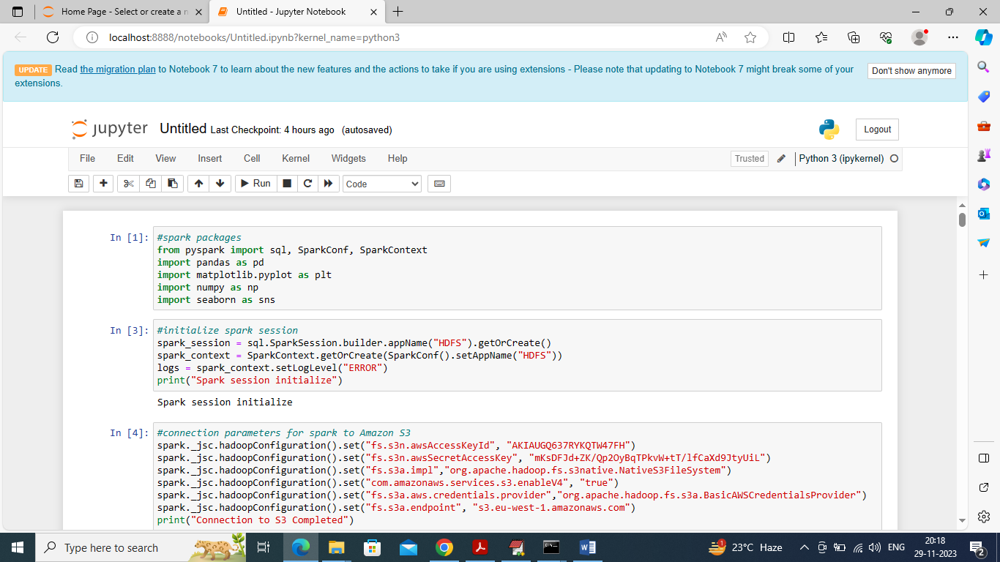 Home Page - Select or create a n
Untitled - Jupyter Notebook
localhost:8888/notebooks/Untitled.ipynb?kernel_name=python3
UPDATE Read the migration plan to Notebook 7 to learn about the new features and the actions to take if you are using extensions - Please note that updating to Notebook 7 might break some of your
extensions.
Don't show anymore
jupyter Untitled Last Checkpoint: 4 hours ago (autosaved)
Logout
File Edit View Insert Cell Kernel Widgets Help
Trusted
Python 3 (ipykernel)
Run
Code
In [1]: #spark packages
from pyspark import sql, SparkConf, SparkContext
import pandas as pd
import matplotlib.pyplot as plt
import numpy as np
import seaborn as sns
In [3]: #initialize spark session
spark_session = sql.SparkSession.builder.appName("HDFS").getOrCreate()
spark_context = SparkContext.getOrCreate(SparkConf().setAppName("HDFS"))
logs = spark_context.setLogLevel("ERROR")
print("Spark session initialize")
Spark session initialize
In [4]: #connection parameters for spark to Amazon S3
spark._jsc.hadoopConfiguration().set("fs.s3n.awsAccessKeyId", "AKIAUGQ637RYKQTW47FH")
spark._jsc.hadoopConfiguration().set("fs.s3n.awsSecretAccessKey", "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")
spark._jsc.hadoopConfiguration().set("fs.s3a.impl","org.apache.hadoop.fs.s3native.NativeS3FileSystem")
spark._jsc.hadoopConfiguration().set("com.amazonaws.services.s3.enableV4", "true")
spark._jsc.hadoopConfiguration().set("fs.s3a.aws.credentials.provider","org.apache.hadoop.fs.s3a.BasicAWSCredentialsProvider")
spark._jsc.hadoopConfiguration().set("fs.s3a.endpoint", "s3.eu-west-1.amazonaws.com")
print("Connection to S3 Completed")
Type here to search
23°C Haze
ENG
20:18
29-11-2023
2